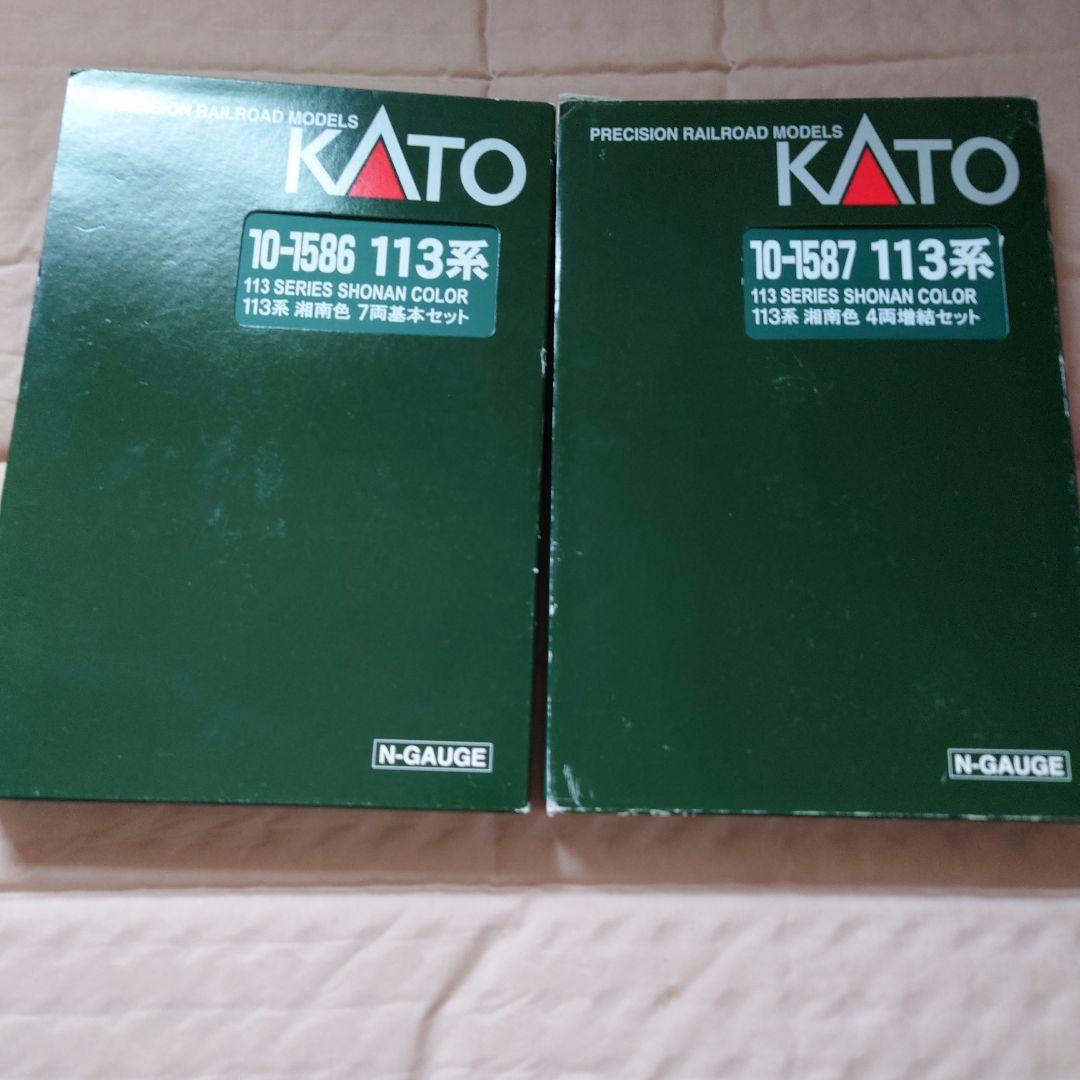 PRECISION RAILROAD MODELS
KATO
10-1586 113系
113 SERIES SHONAN COLOR
113系 湘南色 7両基本セット
N-GAUGE
PRECISION RAILROAD MODELS
KATO
10-1587 113系
113 SERIES SHONAN COLOR
113系 湘南色 4両増結セット
N-GAUGE